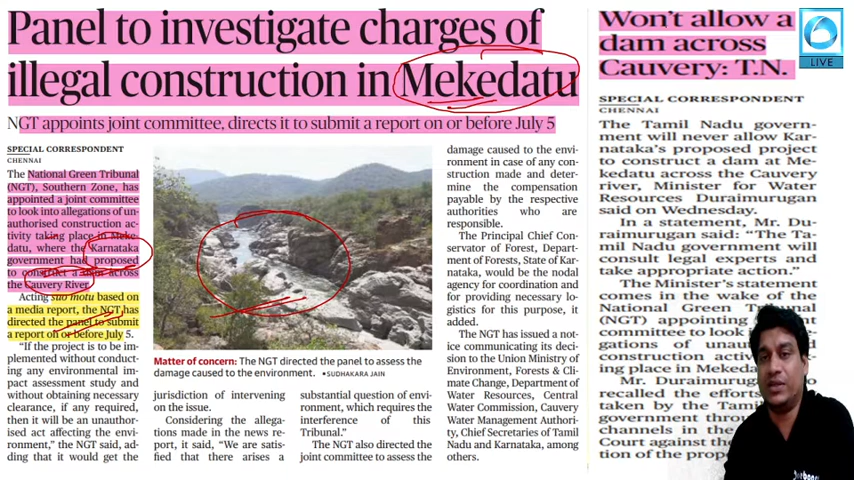 Panel to investigate charges of
illegal construction in Mekedatu
NGT appoints joint committee, directs it to submit a report on or before July 5
SPECIAL CORRESPONDENT
CHENNAI
The National Green Tribunal
(NGT), Southern Zone, has
appointed a joint committee
to look into allegations of un-
authorised construction ac-
tivity taking place in Meke-
datu, where the Karnataka
government had proposed
to construct a dam across
the Cauvery River.
Acting suo motu based on
a media report, the NGT has
directed the panel to submit
a report on or before July 5.
"If the project is to be im-
plemented without conduct-
ing any environmental im-
pact assessment study and
without obtaining necessary
clearance, if any required,
then it will be an unauthor-
ised act affecting the envi-
ronment," the NGT said, ad-
ding that it would get the
Matter of concern: The NGT directed the panel to assess the
damage caused to the environment. •SUDHAKARA JAIN
jurisdiction of intervening
on the issue.
Considering the allega-
tions made in the news re-
port, it said, "We are satis-
fied that there arises a
substantial question of envi-
ronment, which requires the
interference of this
Tribunal."
The NGT also directed the
joint committee to assess the
damage caused to the envi-
ronment in case of any con-
struction made and deter-
mine the compensation
payable by the respective
authorities who are
responsible.
The Principal Chief Con-
servator of Forest, Depart-
ment of Forests, State of Kar-
nataka, would be the nodal
agency for coordination and
for providing necessary lo-
gistics for this purpose, it
added.
The NGT has issued a not-
ice communicating its deci-
sion to the Union Ministry of
Environment, Forests & Cli-
mate Change, Department of
Water Resources, Central
Water Commission, Cauvery
Water Management Authori-
ty, Chief Secretaries of Tamil
Nadu and Karnataka, among
others.
Won't allow a
dam across
Cauvery: T.N.
SPECIAL CORRESPONDENT
CHENNAI
The Tamil Nadu govern-
ment will never allow Kar-
nataka's proposed project
to construct a dam at Me-
kedatu across the Cauvery
river, Minister for Water
Resources Duraimurugan
said on Wednesday.
In a statement, Mr. Du-
raimurugan said: "The Ta-
mil Nadu government will
consult legal experts and
take appropriate action."
The Minister's statement
comes in the wake of the
National Green
(NGT) appointing
committee to look
gations of
construction
ing place in
Mr. Duraimurugan
recalled the efforts
taken by the Tamil
government
channels in the
Court against the
tion of the
LIVE